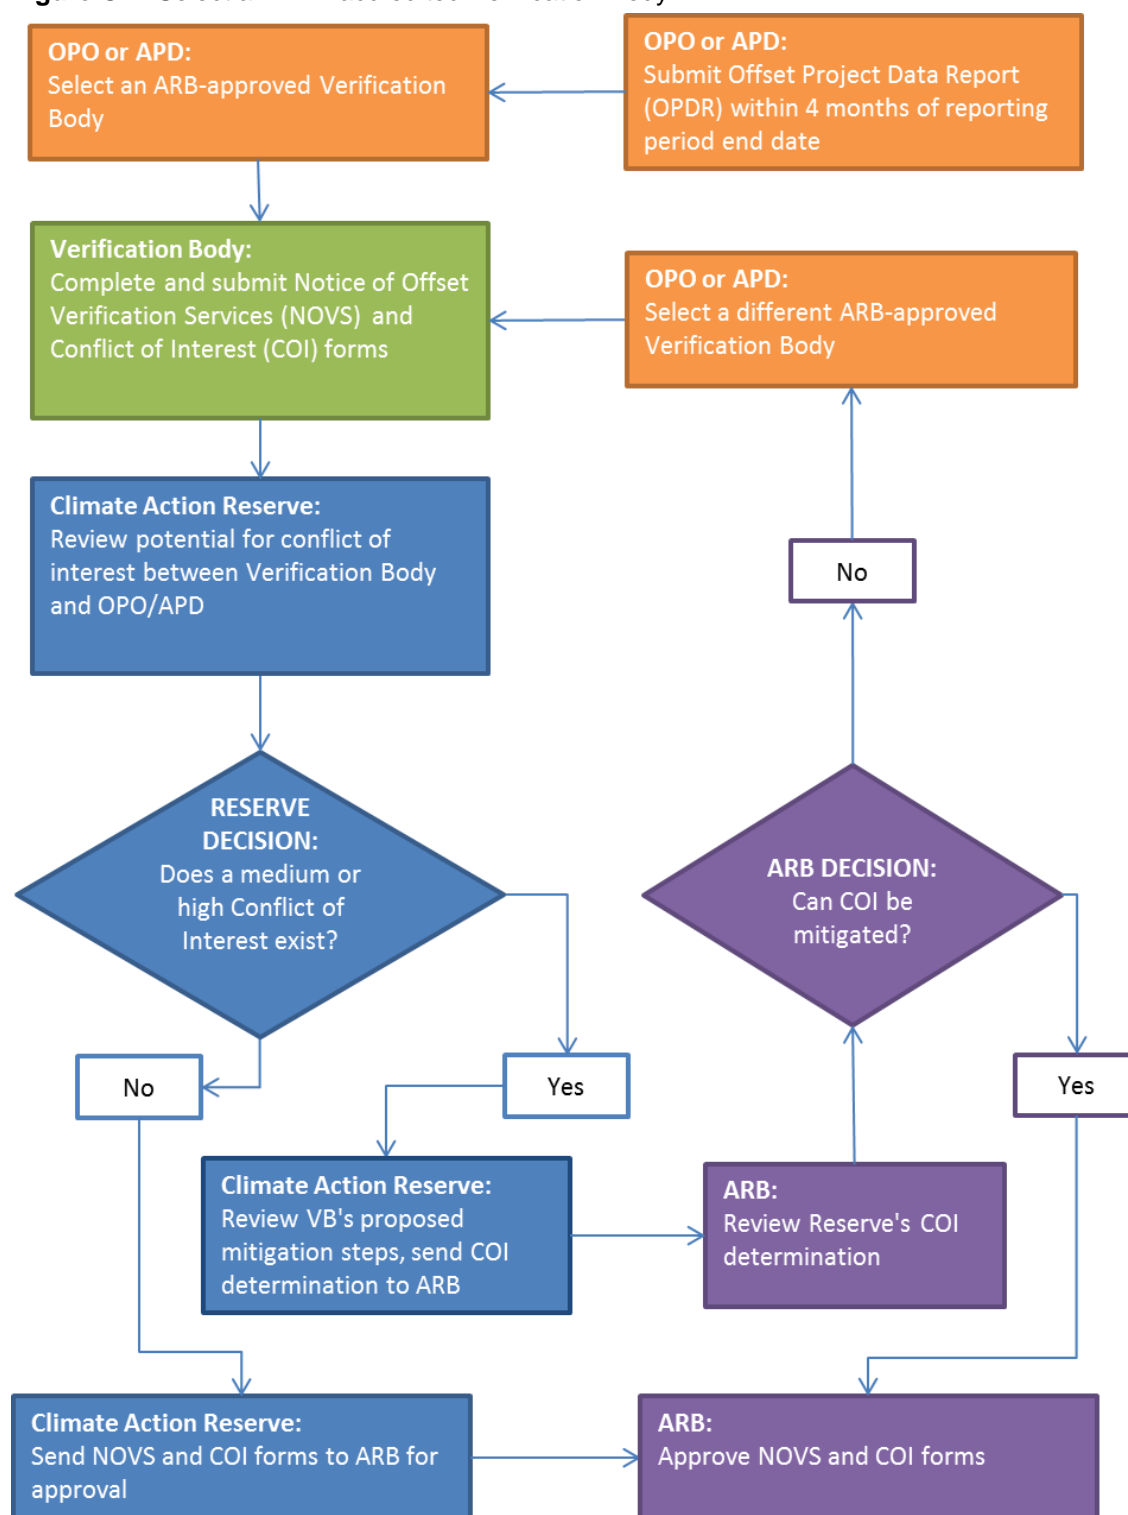 OPO or APD:
Select an ARB-approved Verification
Body
OPO or APD:
Submit Offset Project Data Report
(OPDR) within 4 months of reporting
period end date
Verification Body:
Complete and submit Notice of Offset
Verification Services (NOVS) and
Conflict of Interest (COI) forms
OPO or APD:
Select a different ARB-approved
Verification Body
Climate Action Reserve:
Review potential for conflict of
interest between Verification Body
and OPO/APD
No
RESERVE
DECISION:
Does a medium or
high Conflict of
Interest exist?
ARB DECISION:
Can COI be
mitigated?
No
Yes
Yes
Climate Action Reserve:
Review VB's proposed
mitigation steps, send COI
determination to ARB
ARB:
Review Reserve's COI
determination
Climate Action Reserve:
Send NOVS and COI forms to ARB for
approval
ARB:
Approve NOVS and COI forms